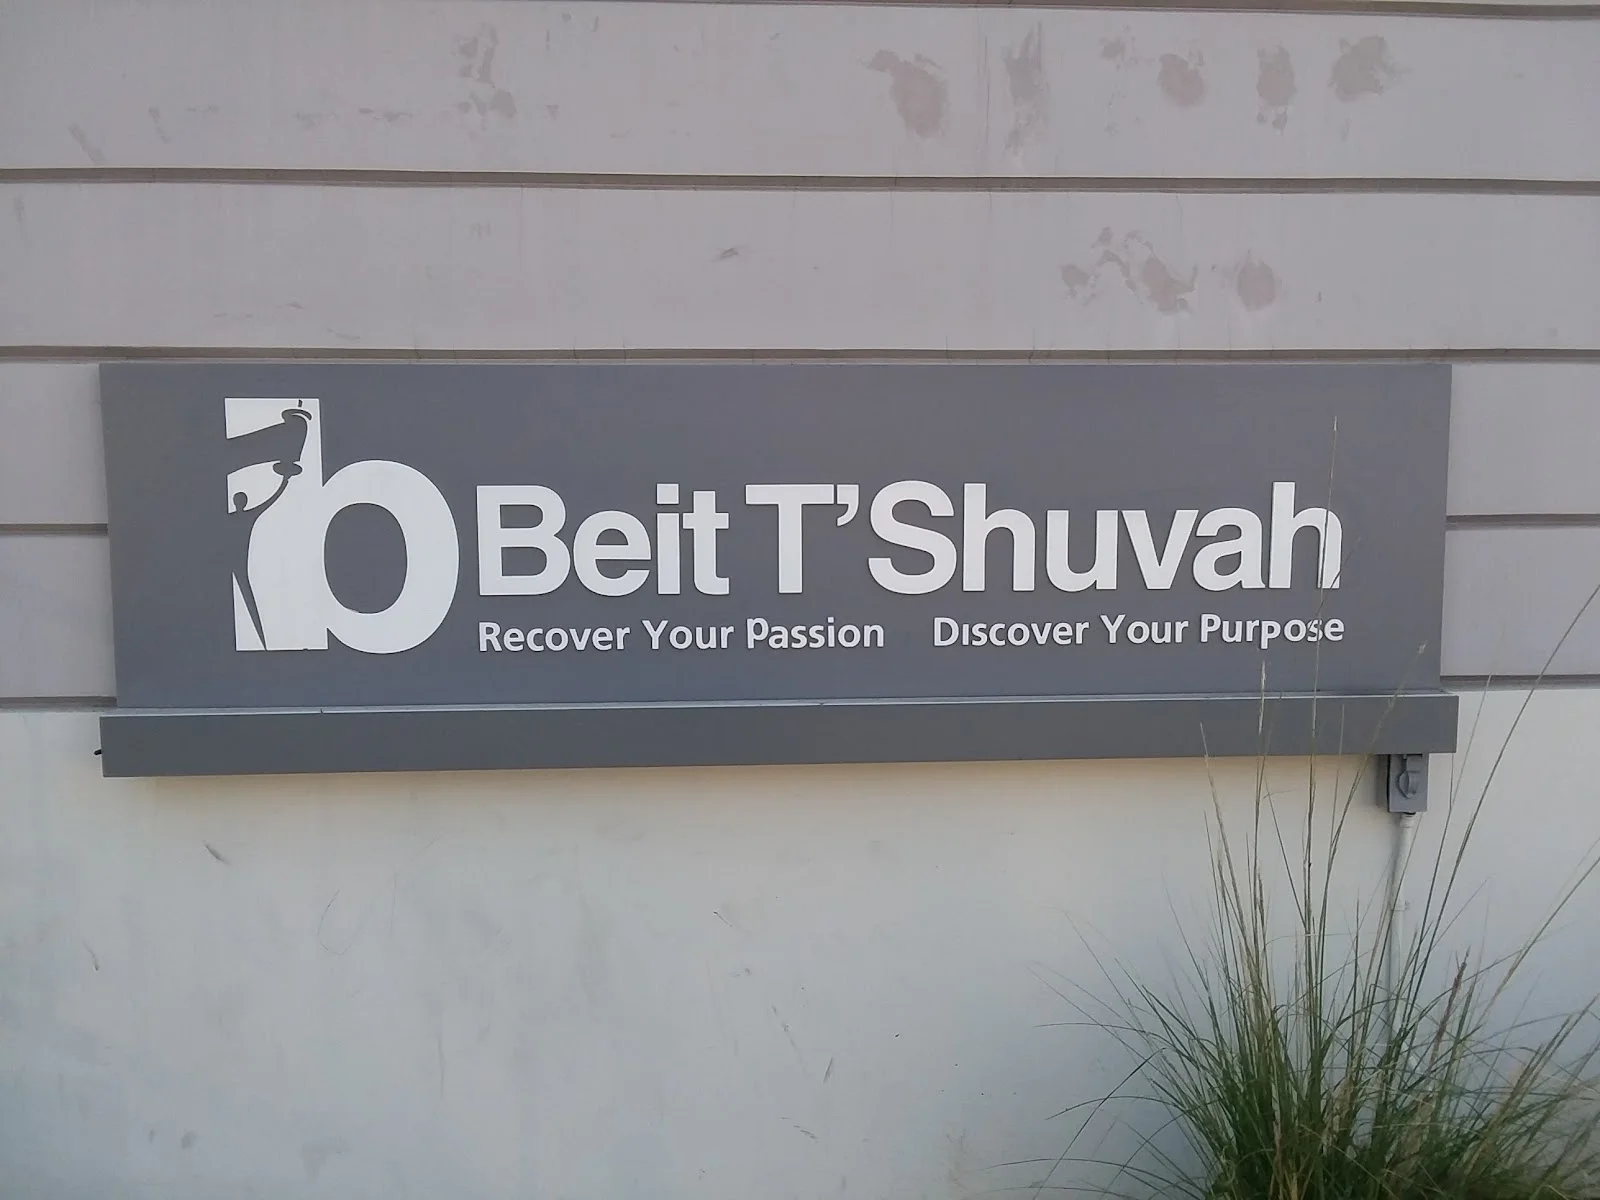 b Beit T'Shuvah
Recover Your Passion Discover Your Purpose